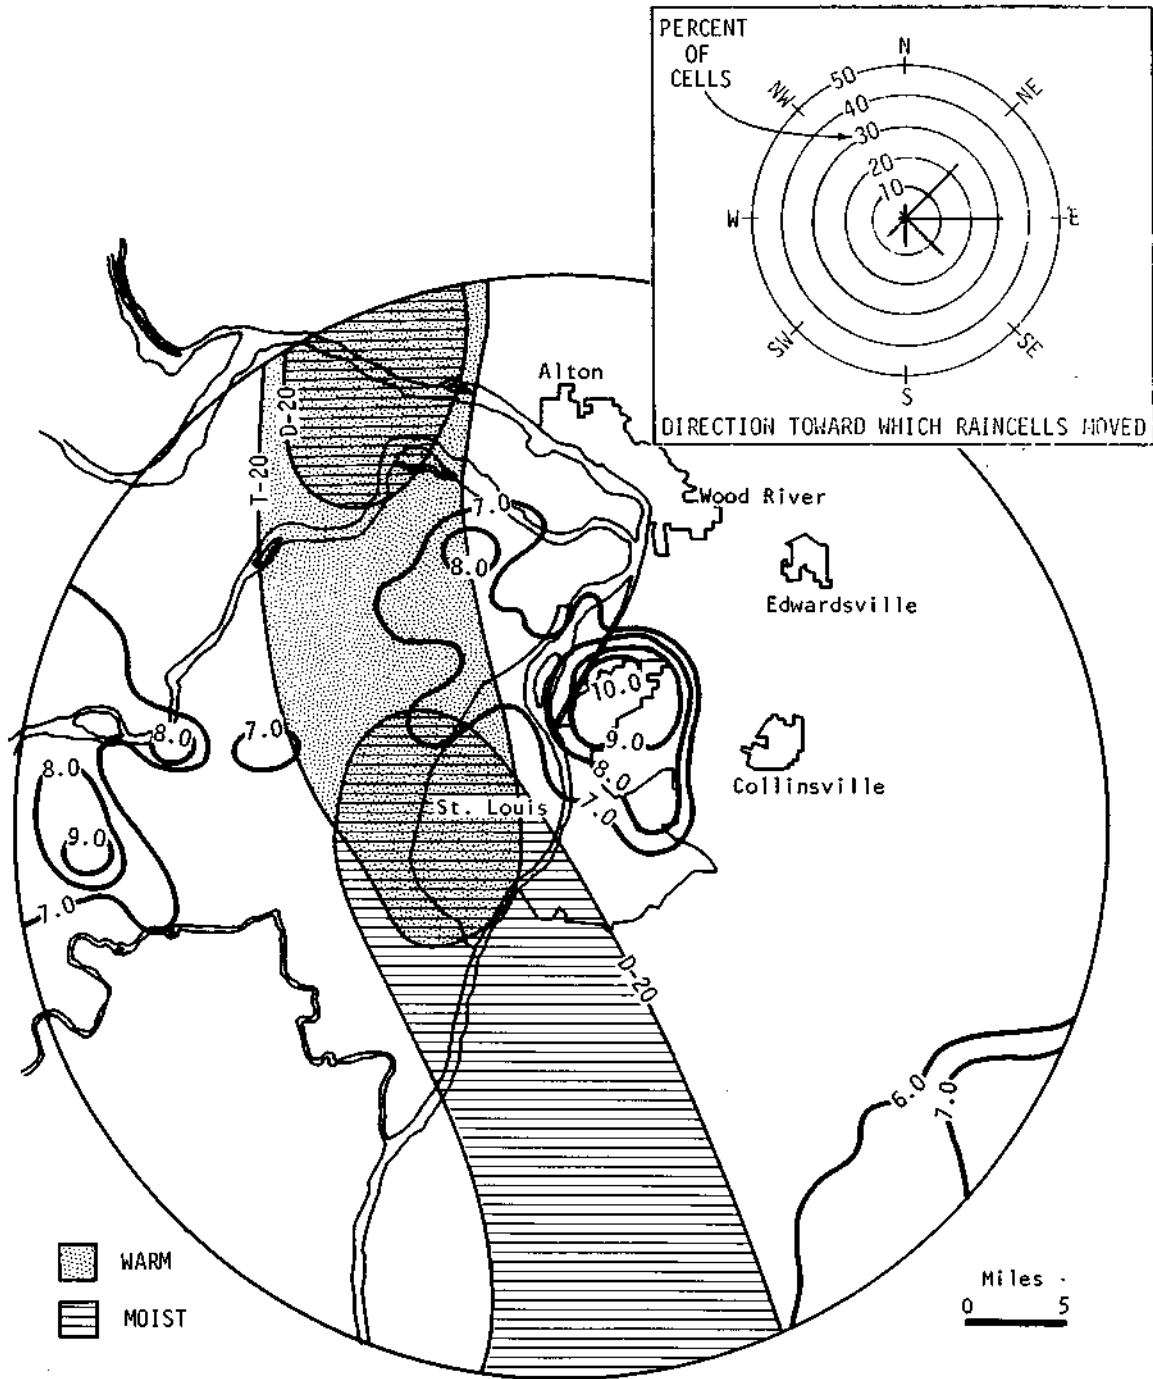 PERCENT
OF
CELLS
N
NE
E
SE
S
SW
W
NW
50
40
30
20
10
DIRECTION TOWARD WHICH RAINCELLS MOVED
Alton
Wood River
Edwardsville
Collinsville
St. Louis
T-20
D-20
7.0
8.0
10.0
9.0
8.0
7.0
8.0
7.0
8.0
9.0
7.0
D-20
6.0
7.0
WARM
MOIST
Miles
0 5